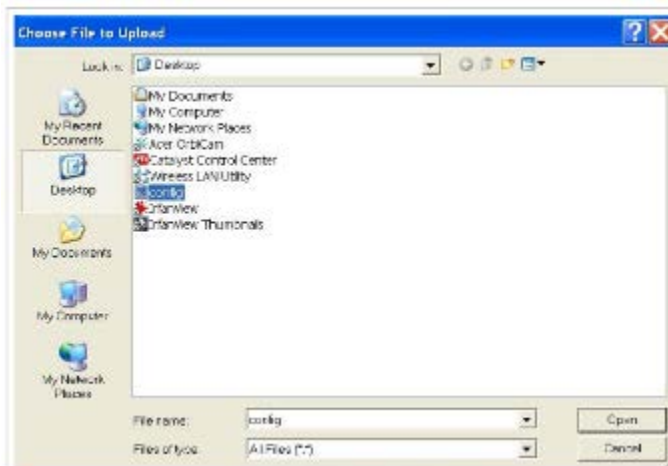 Choose File to Upload
Look in:
Desktop
My Documents
My Computer
My Network Places
Acer OrbiCam
Catalyst Control Center
Wireless LAN Utility
config
IrfanView
IrfanView Thumbnails
My Recent
Documents
Desktop
My Documents
My Computer
My Network
Places
File name:
config
Open
Files of type:
All Files (*.*)
Cancel